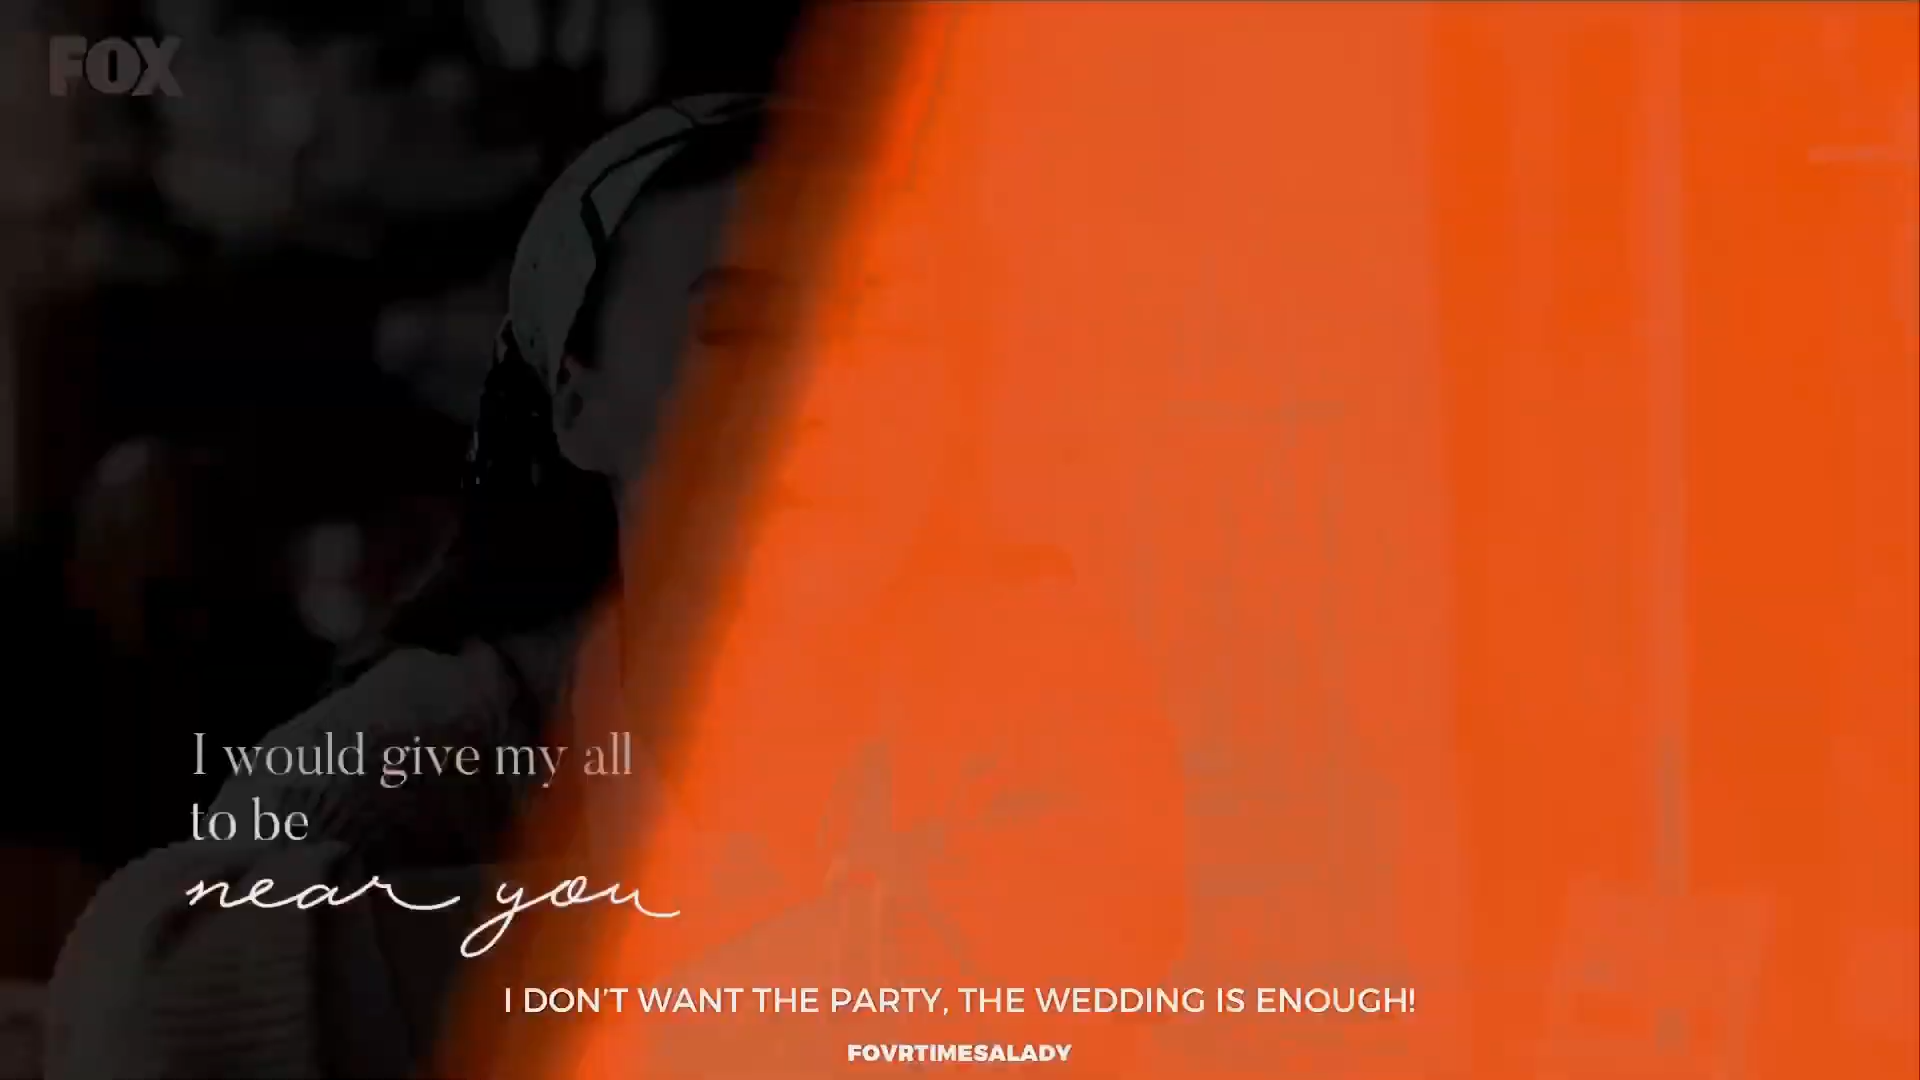 FOX
I would give my all
to be
near you
I DON'T WANT THE PARTY, THE WEDDING IS ENOUGH!
FOVRTIMESALADY